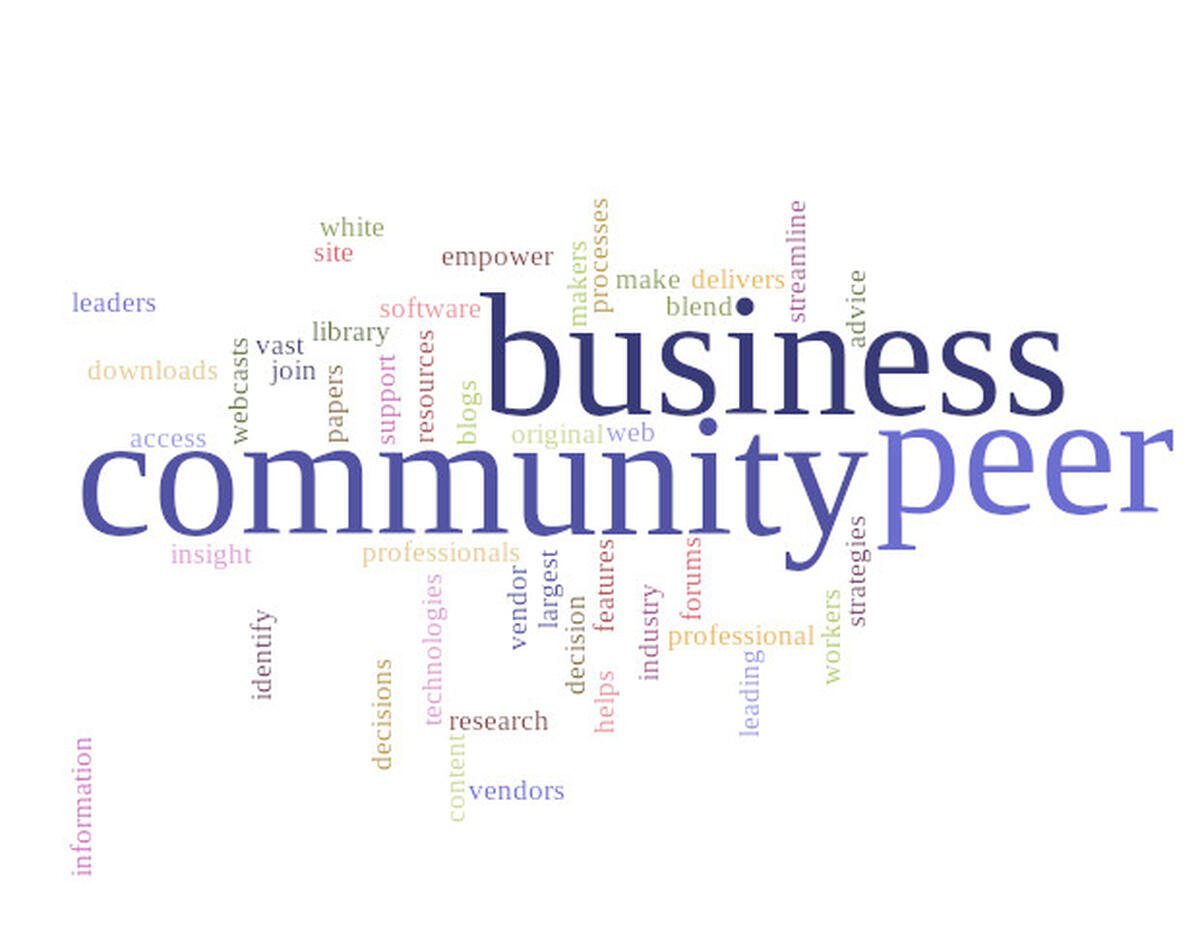 white
processes
streamline
site
empower
makers
make
delivers
advice
leaders
software
blend
business
library
vast
webcasts
downloads
join
papers
support
resources
blogs
access
original
web
community
peer
insight
professionals
strategies
technologies
vendor
largest
decision
features
forums
industry
professional
workers
identify
leading
decisions
helps
research
content
vendors
information